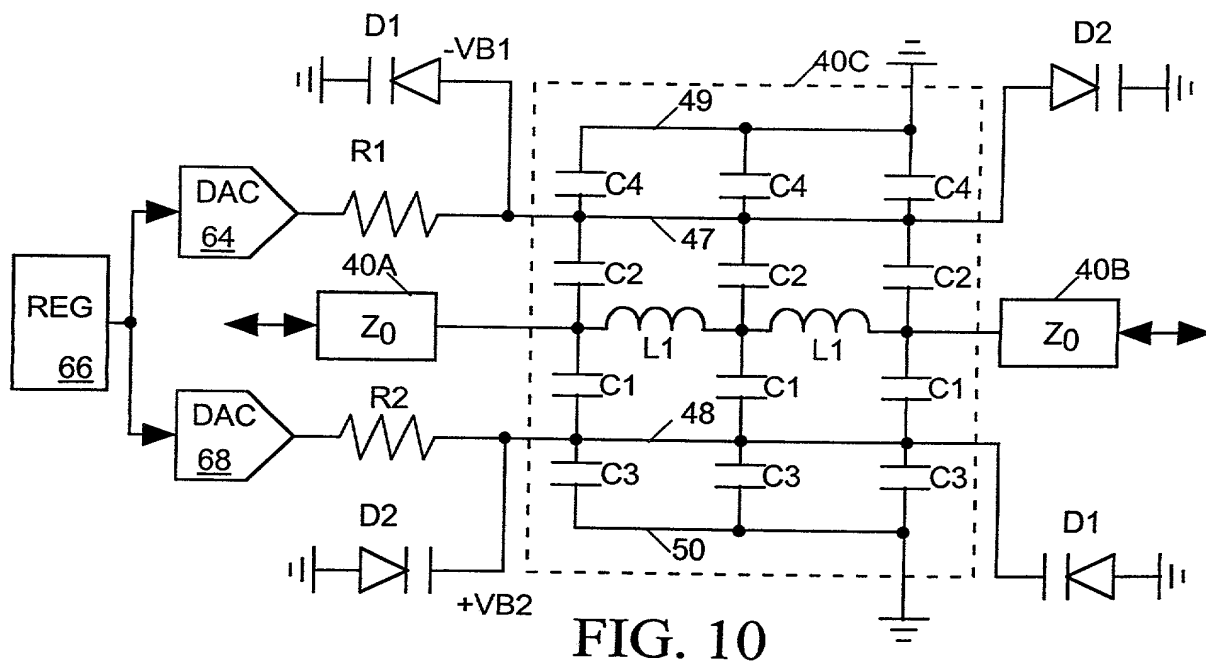 D1
-VB1
40C
D2
49
R1
DAC
64
C4
C4
C4
47
40A
C2
C2
C2
40B
REG
66
Z0
L1
L1
Z0
C1
C1
C1
R2
DAC
68
48
C3
C3
C3
D2
50
D1
+VB2
FIG. 10